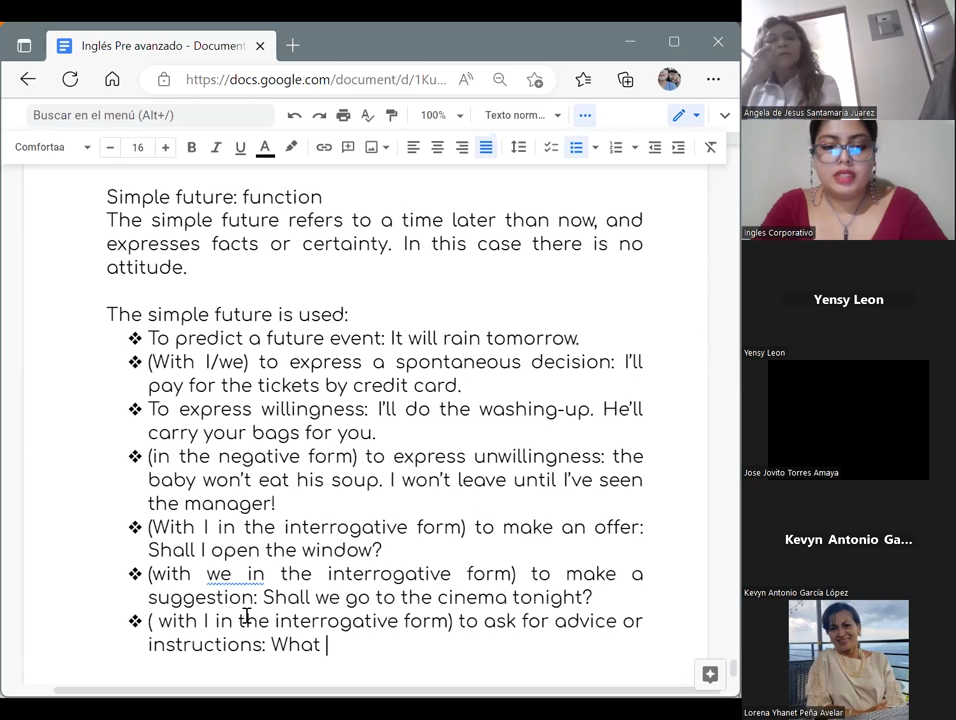 Inglés Pre avanzado - Document
https://docs.google.com/document/d/1Ku...
Buscar en el menú (Alt+/)
100%
Texto norm...
Comfortaa
16
Simple future: function
The simple future refers to a time later than now, and
expresses facts or certainty. In this case there is no
attitude.
The simple future is used:
❖ To predict a future event: It will rain tomorrow.
❖ (With I/we) to express a spontaneous decision: I'll
pay for the tickets by credit card.
❖ To express willingness: I'll do the washing-up. He'll
carry your bags for you.
❖ (in the negative form) to express unwillingness: the
baby won't eat his soup. I won't leave until I've seen
the manager!
❖ (With I in the interrogative form) to make an offer:
Shall I open the window?
❖ (with we in the interrogative form) to make a
suggestion: Shall we go to the cinema tonight?
❖ ( with I in the interrogative form) to ask for advice or
instructions: What
Angela de Jesus Santamaria Juarez
Ingles Corporativo
Yensy Leon
Yensy Leon
Jose Jovito Torres Amaya
Kevyn Antonio Ga...
Kevyn Antonio García López
Lorena Yhanet Peña Avelar